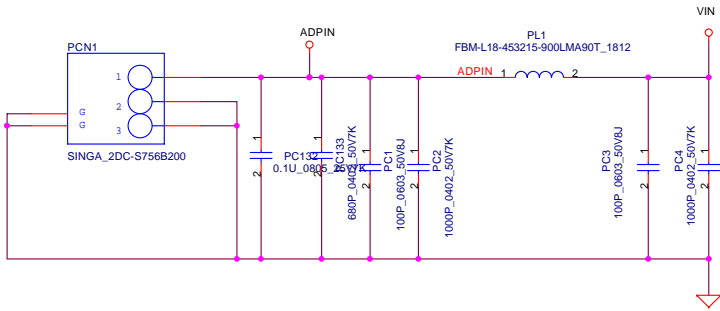 VIN
ADPIN
PL1
PCN1
FBM-L18-453215-900LMA90T_1812
ADPIN 1 2
1
2
3
G
G
SINGA_2DC-S756B200
1
2
PC132
0.1U_0805_25V7K
1
2
PC133
680P_0402_50V7K
1
2
PC1
100P_0603_50V8J
1
2
PC2
1000P_0402_50V7K
1
2
PC3
100P_0603_50V8J
1
2
PC4
1000P_0402_50V7K